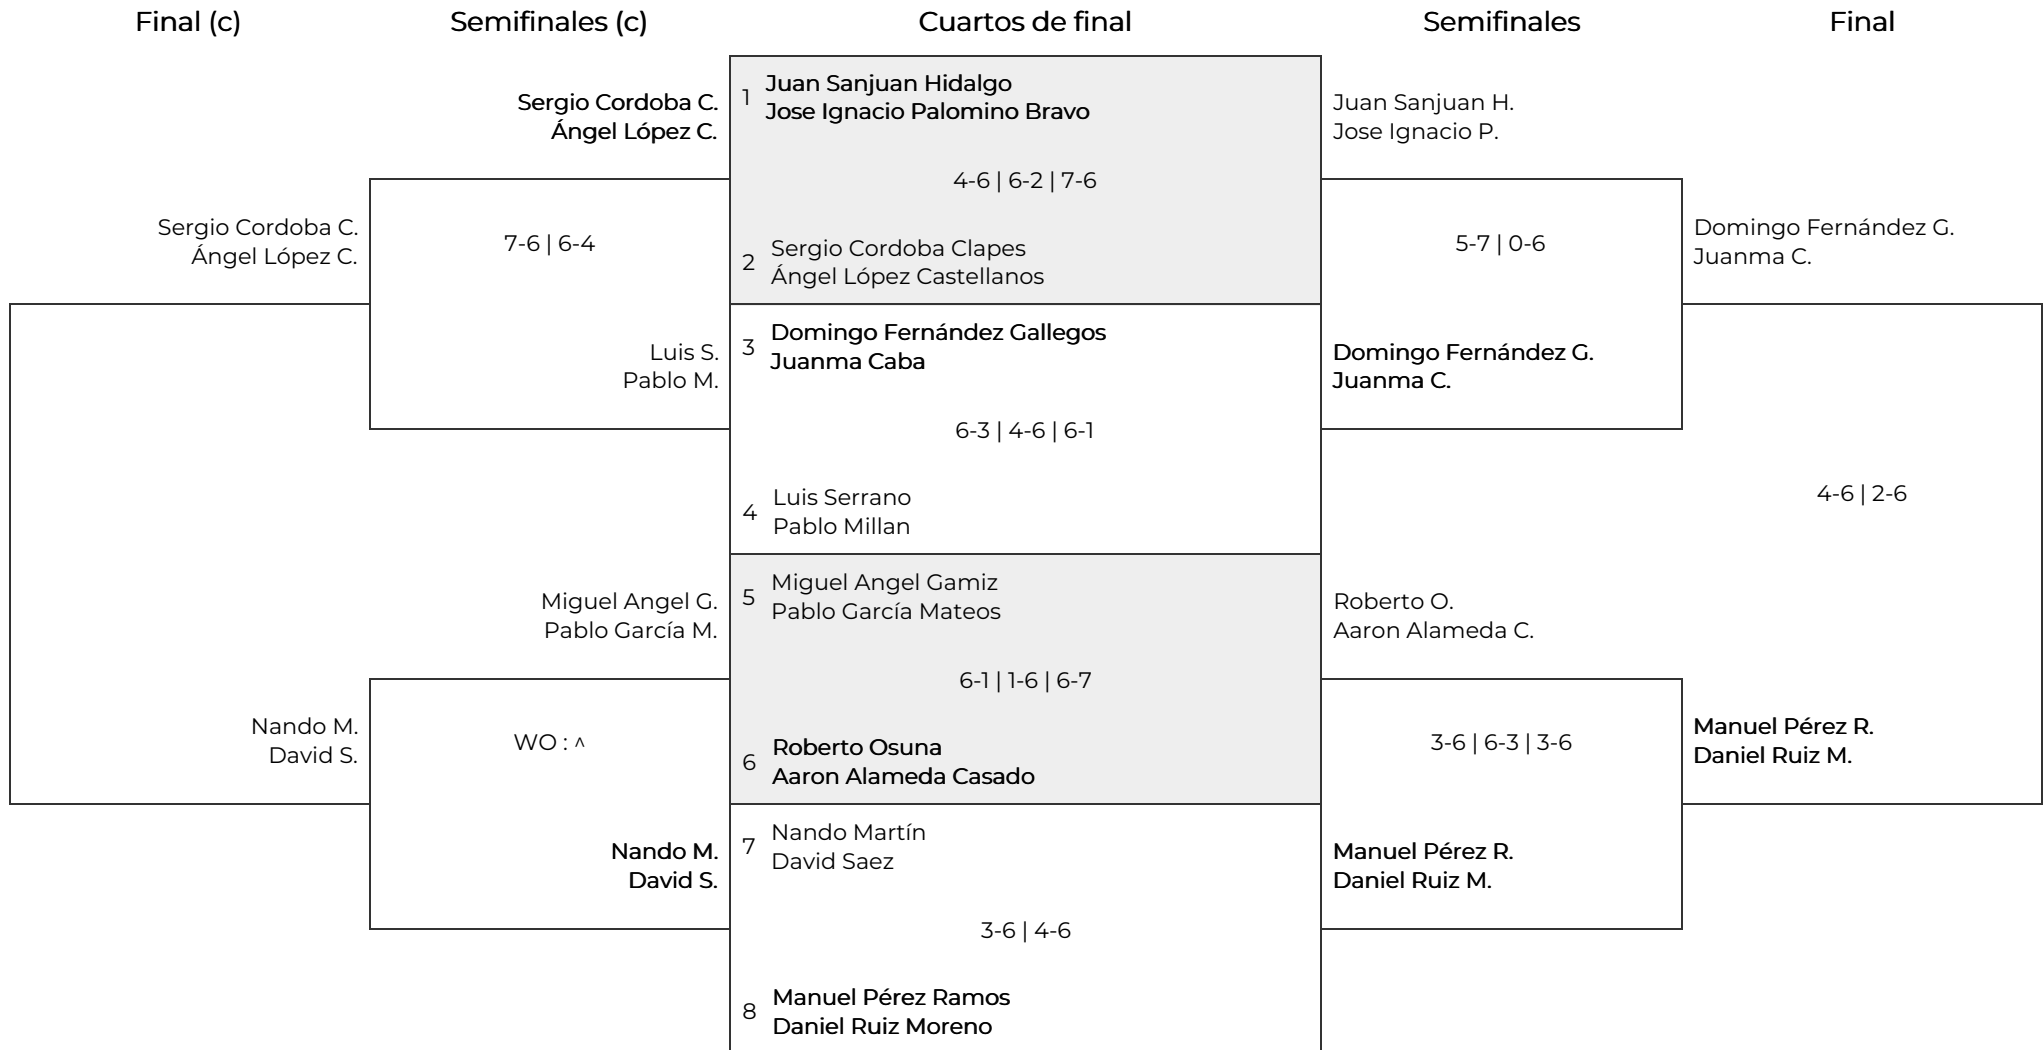 Final (c)
Semifinales (c)
Cuartos de final
Semifinales
Final
Sergio Cordoba C.
Ángel López C.
7-6 | 6-4
Luis S.
Pablo M.
Sergio Cordoba C.
Ángel López C.
Miguel Angel G.
Pablo García M.
WO : ^
Nando M.
David S.
Nando M.
David S.
1
Juan Sanjuan Hidalgo
Jose Ignacio Palomino Bravo
4-6 | 6-2 | 7-6
2
Sergio Cordoba Clapes
Ángel López Castellanos
3
Domingo Fernández Gallegos
Juanma Caba
6-3 | 4-6 | 6-1
4
Luis Serrano
Pablo Millan
5
Miguel Angel Gamiz
Pablo García Mateos
6-1 | 1-6 | 6-7
6
Roberto Osuna
Aaron Alameda Casado
7
Nando Martín
David Saez
3-6 | 4-6
8
Manuel Pérez Ramos
Daniel Ruiz Moreno
Juan Sanjuan H.
Jose Ignacio P.
5-7 | 0-6
Domingo Fernández G.
Juanma C.
Roberto O.
Aaron Alameda C.
3-6 | 6-3 | 3-6
Manuel Pérez R.
Daniel Ruiz M.
Domingo Fernández G.
Juanma C.
4-6 | 2-6
Manuel Pérez R.
Daniel Ruiz M.